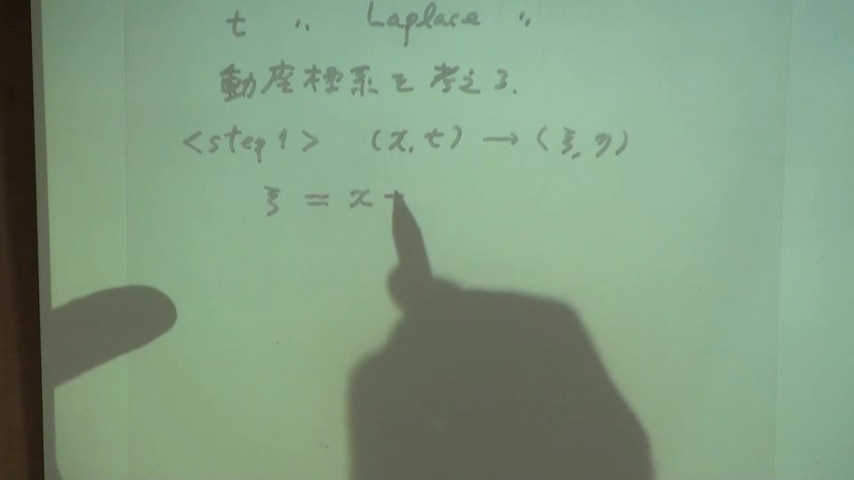 t 〃 Laplace 〃
動座標系を考える.
<step 1> (x, t) → (ξ, η)
ξ = x +